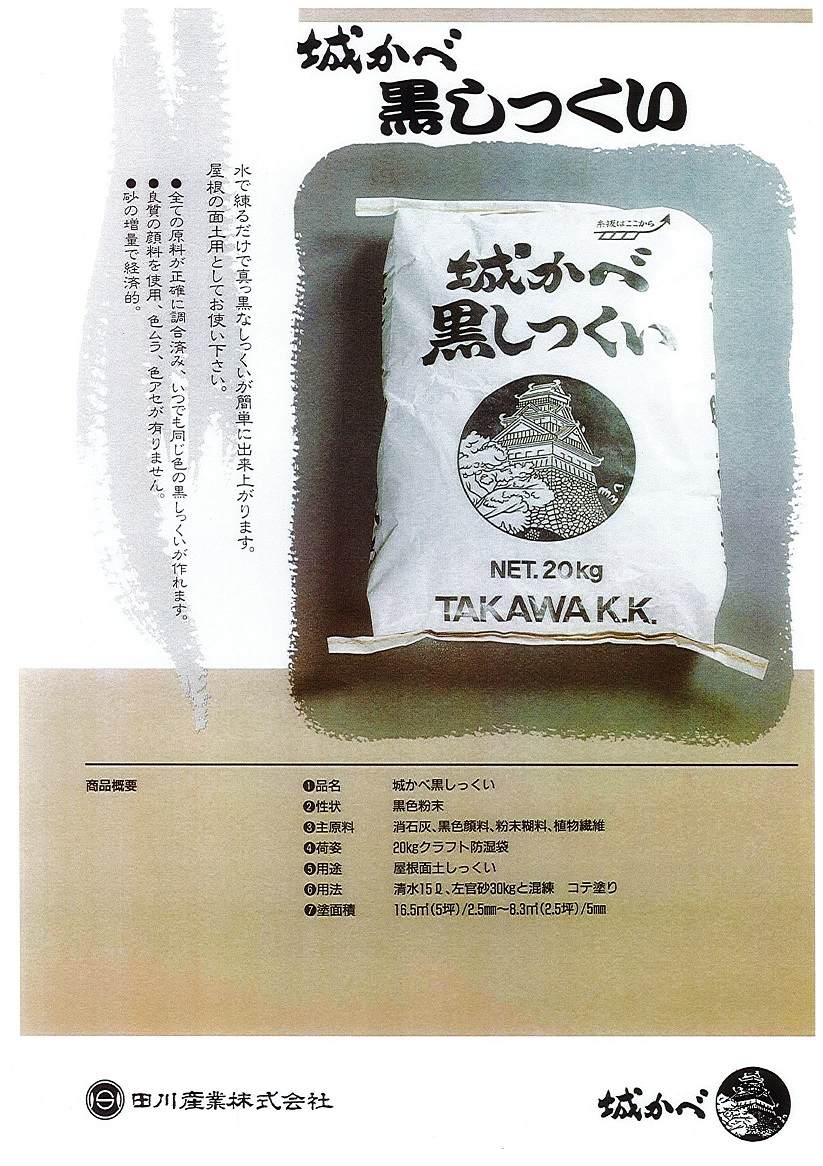 城かべ
黒しっくい
水で練るだけで真っ黒なしっくいが簡単に出来上がります。
屋根の面土用としてお使い下さい。
●全ての原料が正確に調合済み、いつでも同じ色の黒しっくいが作れます。
●良質の顔料を使用、色ムラ、色アセが有りません。
●砂の増量で経済的。
糸抜はここから
城かべ
黒しっくい
NET. 20kg
TAKAWA K.K.
商品概要
❶品名 城かべ黒しっくい
❷性状 黒色粉末
❸主原料 消石灰、黒色顔料、粉末糊料、植物繊維
❹荷姿 20kgクラフト防湿袋
❺用途 屋根面土しっくい
❻用法 清水15ℓ、左官砂30kgと混練 コテ塗り
❼塗面積 16.5㎡(5坪)/2.5㎜〜8.3㎡(2.5坪)/5㎜
田川産業株式会社
城かべ